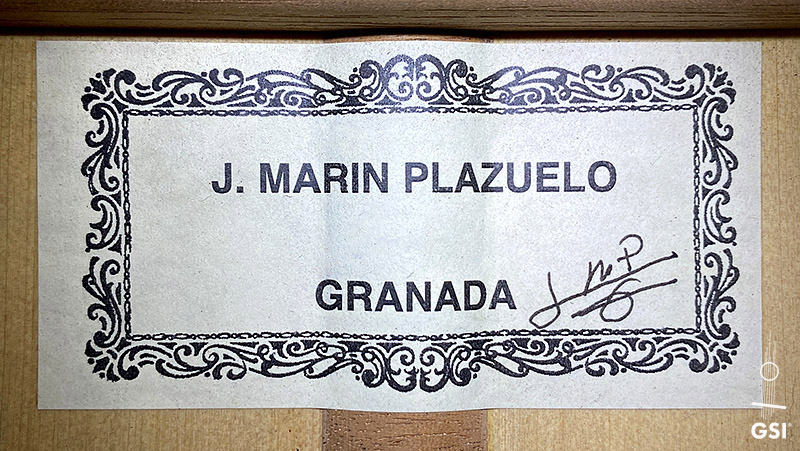 J. MARIN PLAZUELO
GRANADA
J M P
GSI